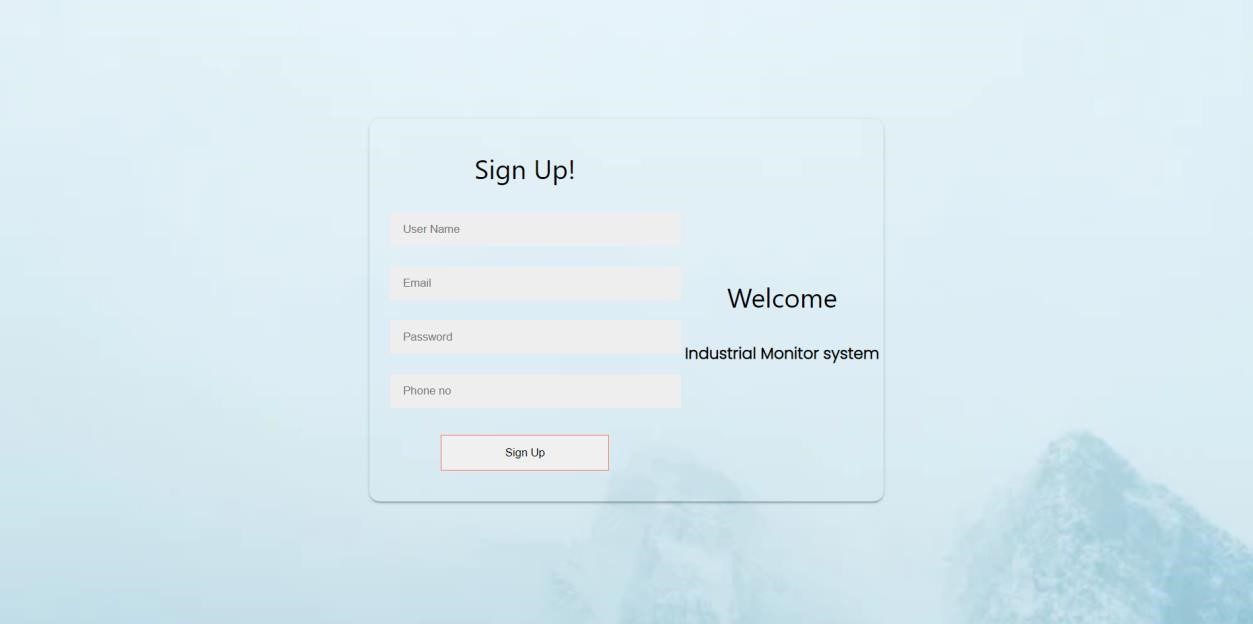 Sign Up!
User Name
Email
Password
Phone no
Sign Up
Welcome
Industrial Monitor system